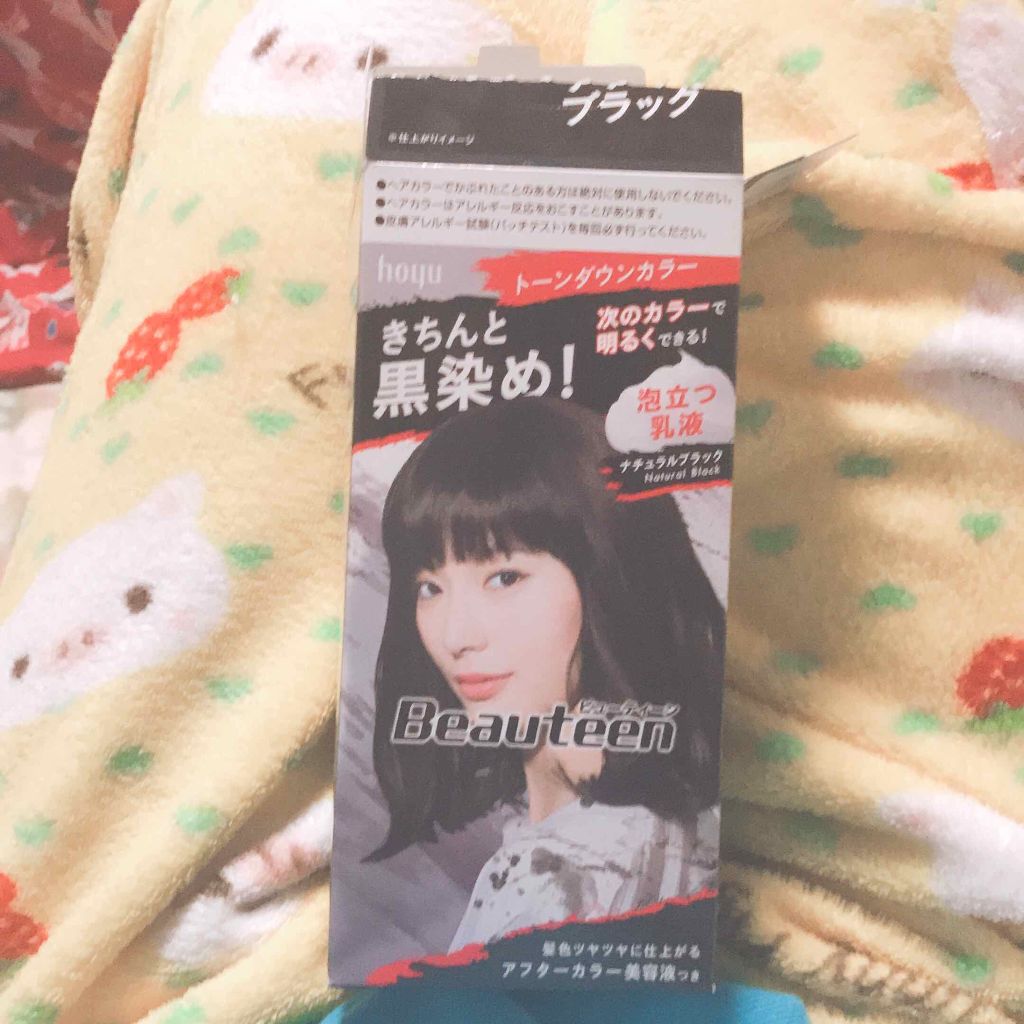 ブラック
※仕上がりイメージ
●ヘアカラーでかぶれたことのある方は絶対に使用しないでください。
●ヘアカラーはアレルギー反応をおこすことがあります。
●皮膚アレルギー試験(パッチテスト)を毎回必ず行ってください。
hoyu
トーンダウンカラー
きちんと
黒染め!
次のカラーで
明るくできる!
泡立つ
乳液
ナチュラルブラック
Natural Black
ビューティーン
Beauteen
髪色ツヤツヤに仕上がる
アフターカラー美容液つき